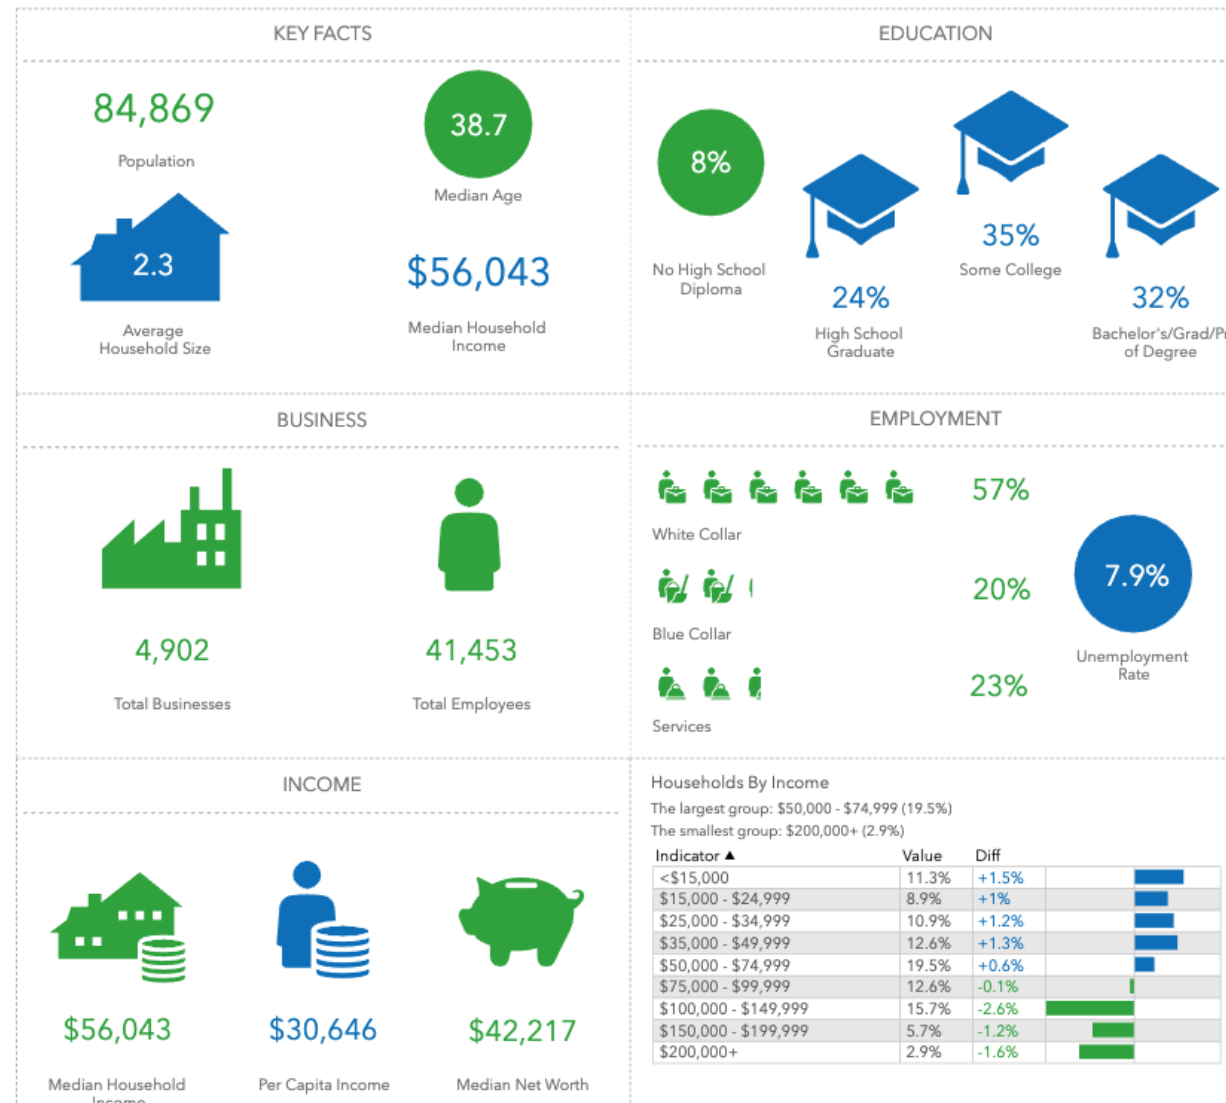 KEY FACTS
84,869
Population
38.7
Median Age
2.3
Average
Household Size
$56,043
Median Household
Income
EDUCATION
8%
No High School
Diploma
24%
High School
Graduate
35%
Some College
32%
Bachelor's/Grad/Pr
of Degree
BUSINESS
4,902
Total Businesses
41,453
Total Employees
EMPLOYMENT
57%
White Collar
20%
Blue Collar
23%
Services
7.9%
Unemployment
Rate
INCOME
$56,043
Median Household
Income
$30,646
Per Capita Income
$42,217
Median Net Worth
Households By Income
The largest group: $50,000 - $74,999 (19.5%)
The smallest group: $200,000+ (2.9%)
Indicator ▲ Value Diff
<$15,000 11.3% +1.5%
$15,000 - $24,999 8.9% +1%
$25,000 - $34,999 10.9% +1.2%
$35,000 - $49,999 12.6% +1.3%
$50,000 - $74,999 19.5% +0.6%
$75,000 - $99,999 12.6% -0.1%
$100,000 - $149,999 15.7% -2.6%
$150,000 - $199,999 5.7% -1.2%
$200,000+ 2.9% -1.6%